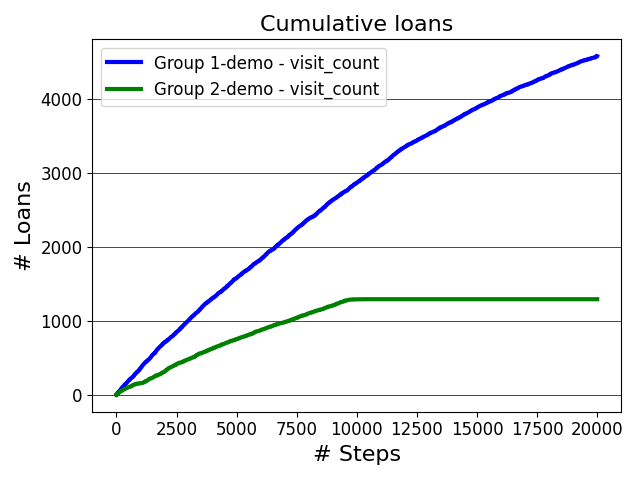 Cumulative loans
Group 1-demo - visit_count
Group 2-demo - visit_count
# Loans
4000
3000
2000
1000
0
0 2500 5000 7500 10000 12500 15000 17500 20000
# Steps